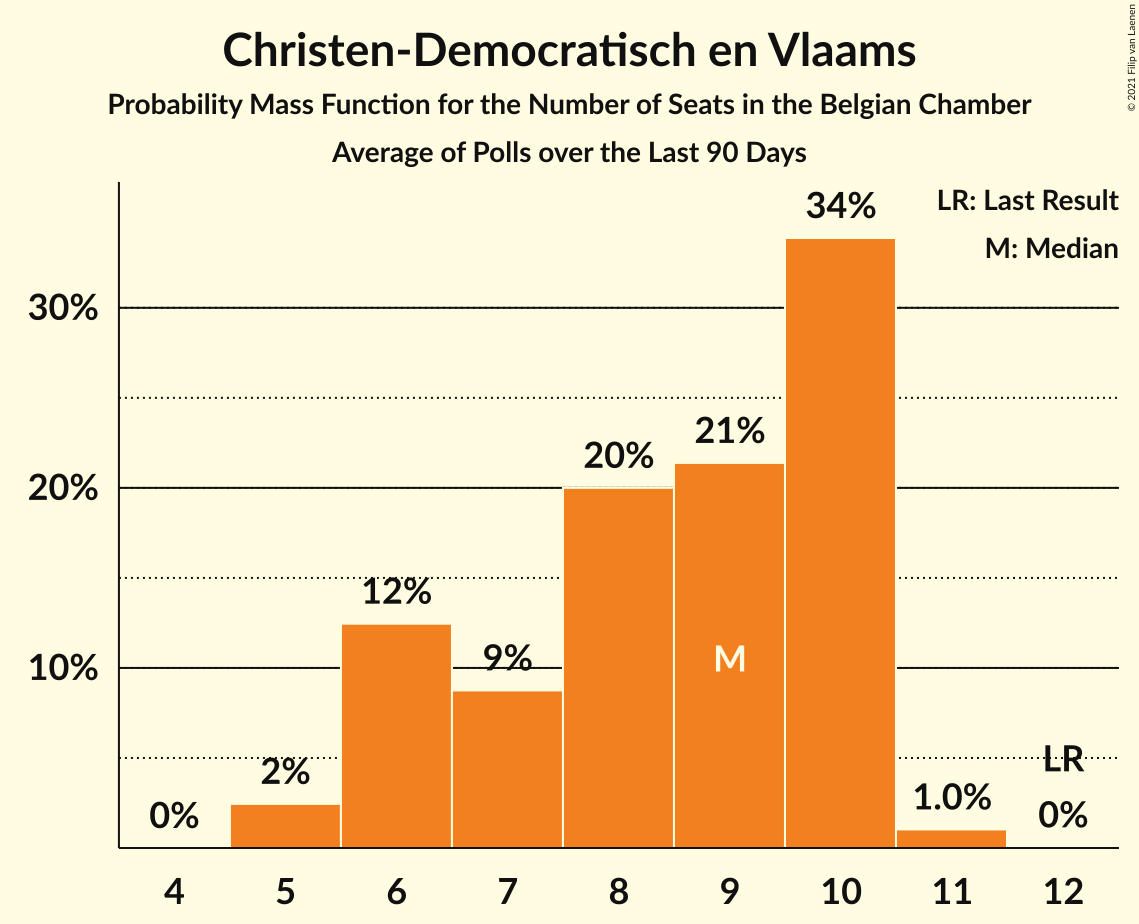 Christen-Democratisch en Vlaams
Probability Mass Function for the Number of Seats in the Belgian Chamber
Average of Polls over the Last 90 Days
© 2021 Filip van Laenen
LR: Last Result
M: Median
34%
30%
21%
20%
20%
12%
9%
M
10%
LR
2%
1.0%
0%
0%
4 5 6 7 8 9 10 11 12